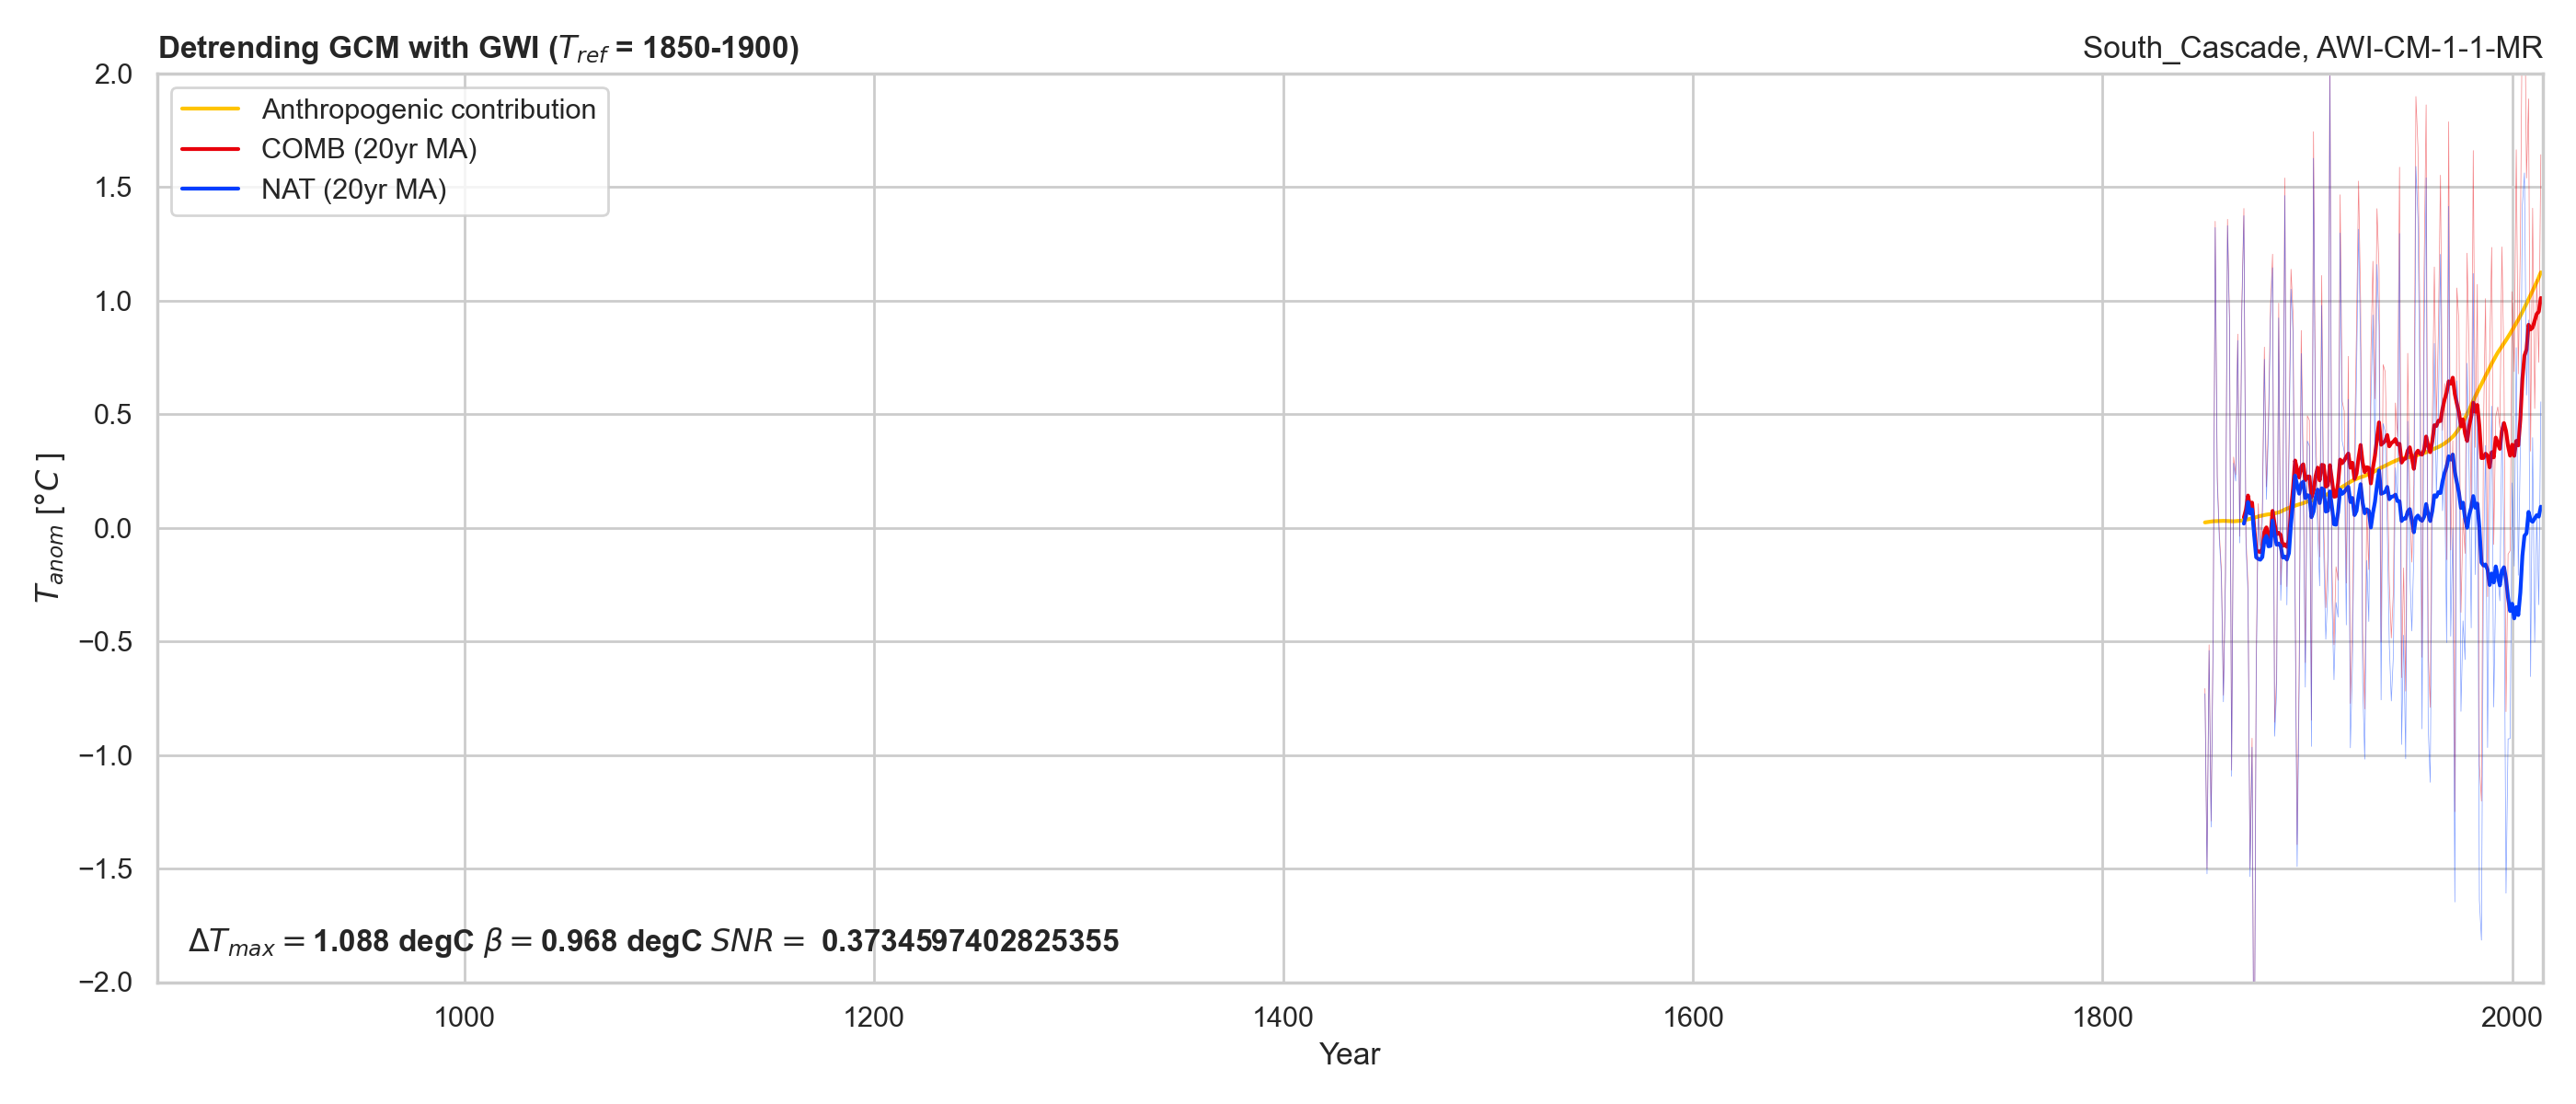 Detrending GCM with GWI (T_ref = 1850-1900)
South_Cascade, AWI-CM-1-1-MR
Anthropogenic contribution
COMB (20yr MA)
NAT (20yr MA)
2.0
1.5
1.0
0.5
0.0
−0.5
−1.0
−1.5
−2.0
T_anom [°C ]
ΔT_max = 1.088 degC β = 0.968 degC SNR = 0.3734597402825355
1000 1200 1400 1600 1800 2000
Year